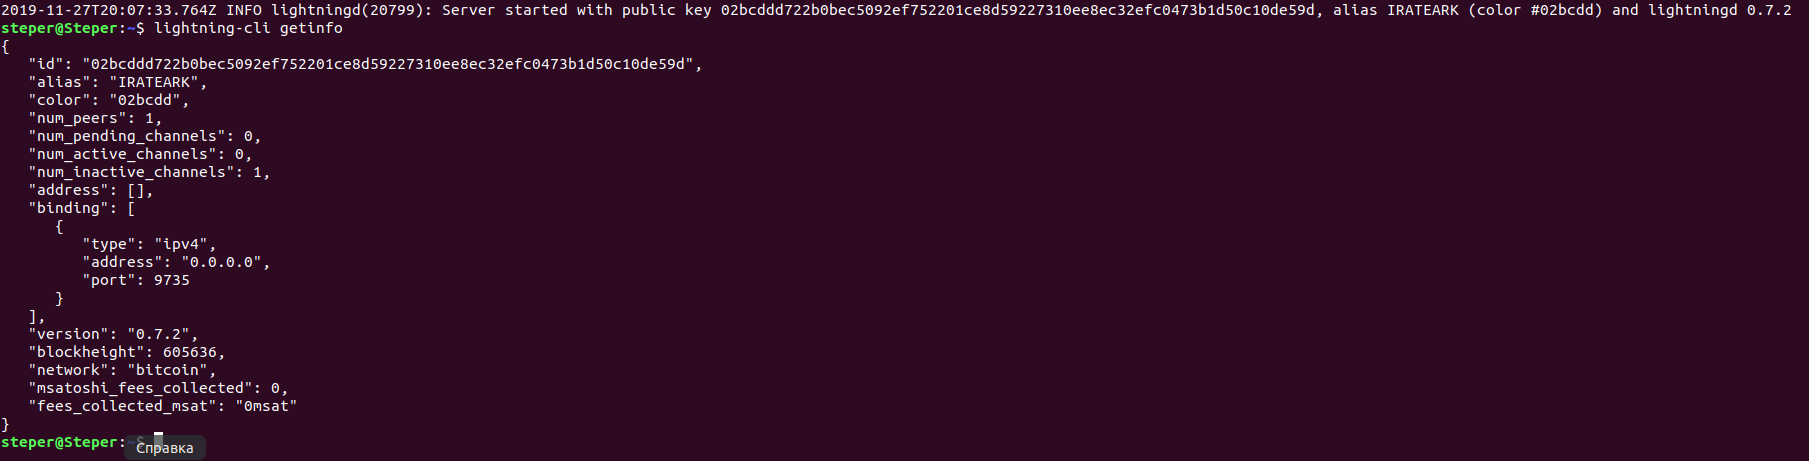 2019-11-27T20:07:33.764Z INFO lightningd(20799): Server started with public key 02bcddd722b0bec5092ef752201ce8d59227310ee8ec32efc0473b1d50c10de59d, alias IRATEARK (color #02bcdd) and lightningd 0.7.2
steper@Steper:~$ lightning-cli getinfo
{
   "id": "02bcddd722b0bec5092ef752201ce8d59227310ee8ec32efc0473b1d50c10de59d",
   "alias": "IRATEARK",
   "color": "02bcdd",
   "num_peers": 1,
   "num_pending_channels": 0,
   "num_active_channels": 0,
   "num_inactive_channels": 1,
   "address": [],
   "binding": [
      {
         "type": "ipv4",
         "address": "0.0.0.0",
         "port": 9735
      }
   ],
   "version": "0.7.2",
   "blockheight": 605636,
   "network": "bitcoin",
   "msatoshi_fees_collected": 0,
   "fees_collected_msat": "0msat"
}
steper@Steper:~$
Справка